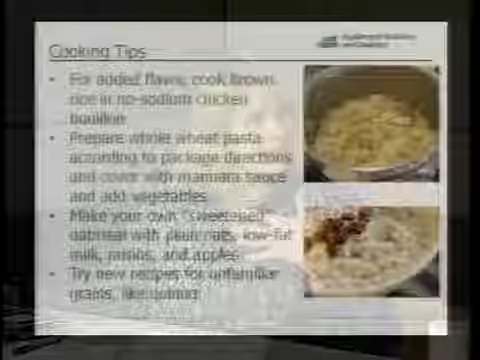 Cooking Tips
• For added flavor, cook brown
rice in no-sodium chicken
bouillon
• Prepare whole wheat pasta
according to package directions
and cover with marinara sauce
and add vegetables
• Make your own "sweetened"
oatmeal with plain oats, low-fat
milk, raisins, and apples
• Try new recipes for unfamiliar
grains, like quinoa